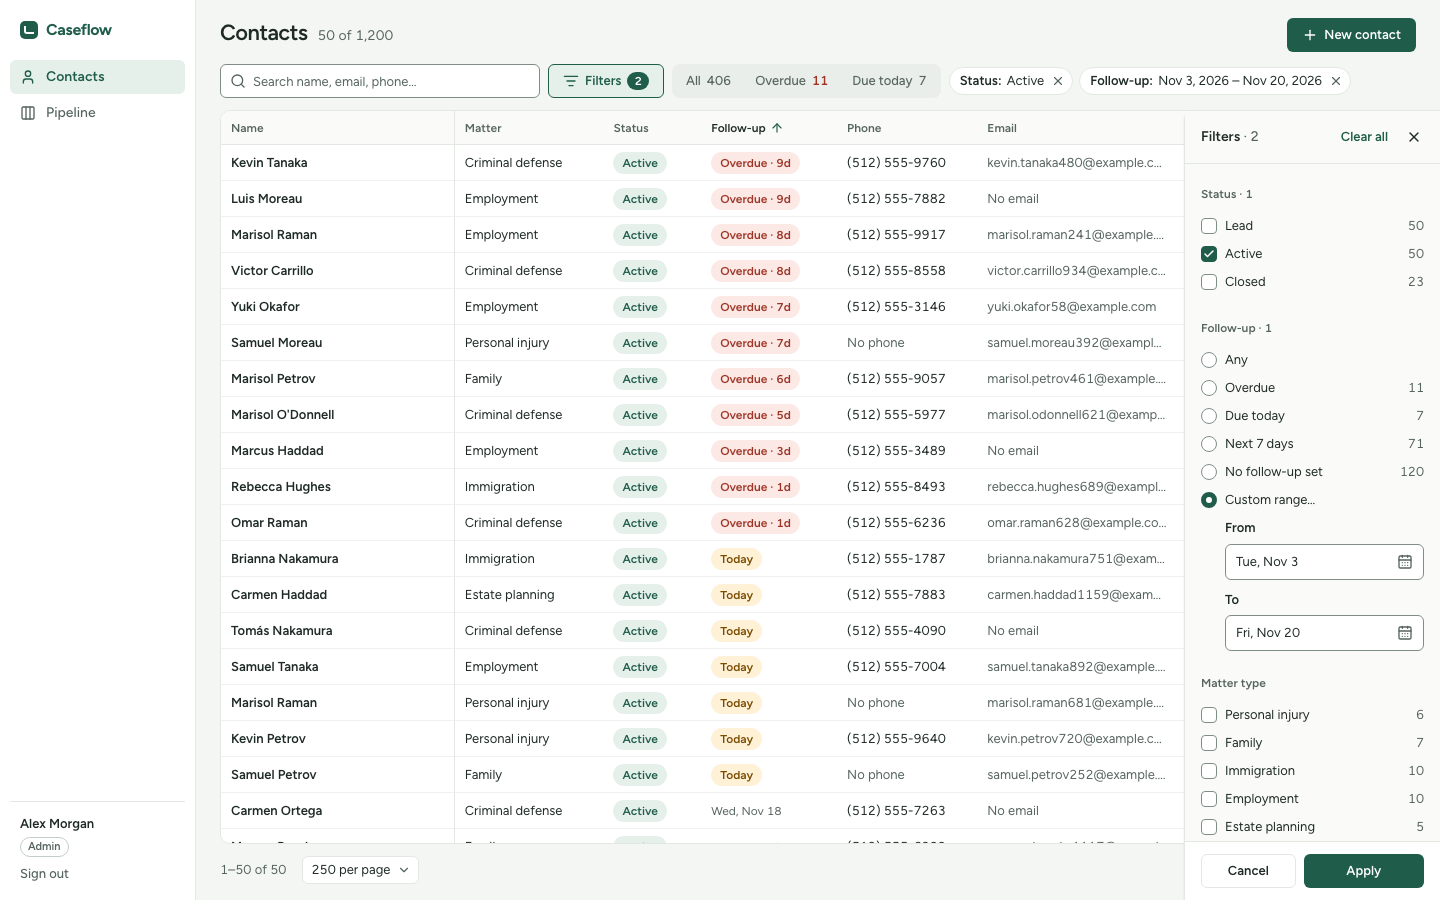 Caseflow
Contacts
Pipeline
Alex Morgan
Admin
Sign out
Contacts 50 of 1,200
New contact
Search name, email, phone...
Filters 2
All 406 Overdue 11 Due today 7
Status: Active
Follow-up: Nov 3, 2026 – Nov 20, 2026
Name Matter Status Follow-up Phone Email
Kevin Tanaka Criminal defense Active Overdue · 9d (512) 555-9760 kevin.tanaka480@example.c...
Luis Moreau Employment Active Overdue · 9d (512) 555-7882 No email
Marisol Raman Employment Active Overdue · 8d (512) 555-9917 marisol.raman241@example....
Victor Carrillo Criminal defense Active Overdue · 8d (512) 555-8558 victor.carrillo934@example.c...
Yuki Okafor Employment Active Overdue · 7d (512) 555-3146 yuki.okafor58@example.com
Samuel Moreau Personal injury Active Overdue · 7d No phone samuel.moreau392@exampl...
Marisol Petrov Family Active Overdue · 6d (512) 555-9057 marisol.petrov461@example....
Marisol O'Donnell Criminal defense Active Overdue · 5d (512) 555-5977 marisol.odonnell621@examp...
Marcus Haddad Employment Active Overdue · 3d (512) 555-3489 No email
Rebecca Hughes Immigration Active Overdue · 1d (512) 555-8493 rebecca.hughes689@exampl...
Omar Raman Criminal defense Active Overdue · 1d (512) 555-6236 omar.raman628@example.co...
Brianna Nakamura Immigration Active Today (512) 555-1787 brianna.nakamura751@exam...
Carmen Haddad Estate planning Active Today (512) 555-7883 carmen.haddad1159@exam...
Tomás Nakamura Criminal defense Active Today (512) 555-4090 No email
Samuel Tanaka Employment Active Today (512) 555-7004 samuel.tanaka892@example....
Marisol Raman Personal injury Active Today No phone marisol.raman681@example....
Kevin Petrov Personal injury Active Today (512) 555-9640 kevin.petrov720@example.c...
Samuel Petrov Family Active Today No phone samuel.petrov252@example....
Carmen Ortega Criminal defense Active Wed, Nov 18 (512) 555-7263 No email
1–50 of 50
250 per page
Filters · 2 Clear all
Status · 1
Lead 50
Active 50
Closed 23
Follow-up · 1
Any
Overdue 11
Due today 7
Next 7 days 71
No follow-up set 120
Custom range...
From
Tue, Nov 3
To
Fri, Nov 20
Matter type
Personal injury 6
Family 7
Immigration 10
Employment 10
Estate planning 5
Cancel Apply